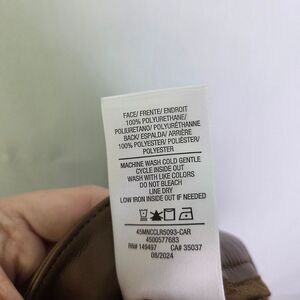 FACE/ FRENTE/ ENDROIT
100% POLYURETHANE/
POLIURETANO/ POLYURÉTHANNE
BACK/ ESPALDA/ ARRIÈRE
100% POLYESTER/ POLIÉSTER/
POLYESTER
MACHINE WASH COLD GENTLE
CYCLE INSIDE OUT
WASH WITH LIKE COLORS
DO NOT BLEACH
LINE DRY
LOW IRON INSIDE OUT IF NEEDED
45MNCCLR5093-CAR
4500577683
RN# 149497 CA# 35037
08/2024